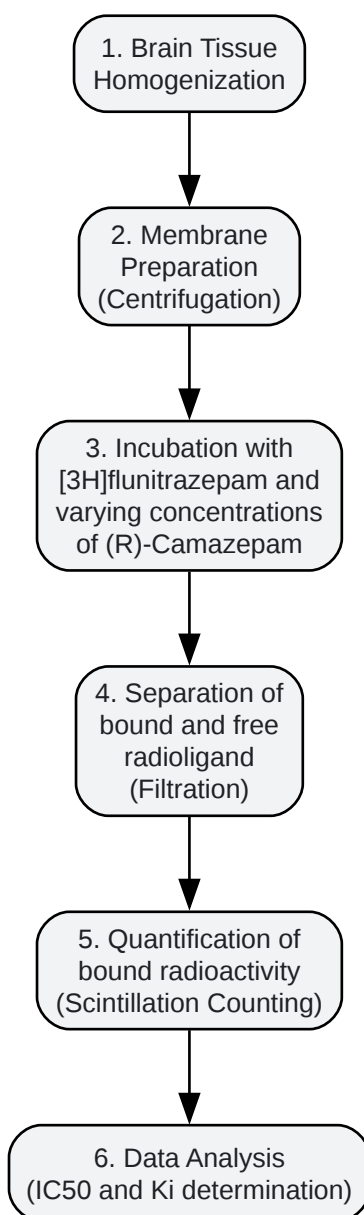 1. Brain Tissue
Homogenization
2. Membrane
Preparation
(Centrifugation)
3. Incubation with
[3H]flunitrazepam and
varying concentrations
of (R)-Camazepam
4. Separation of
bound and free
radioligand
(Filtration)
5. Quantification of
bound radioactivity
(Scintillation Counting)
6. Data Analysis
(IC50 and Ki determination)